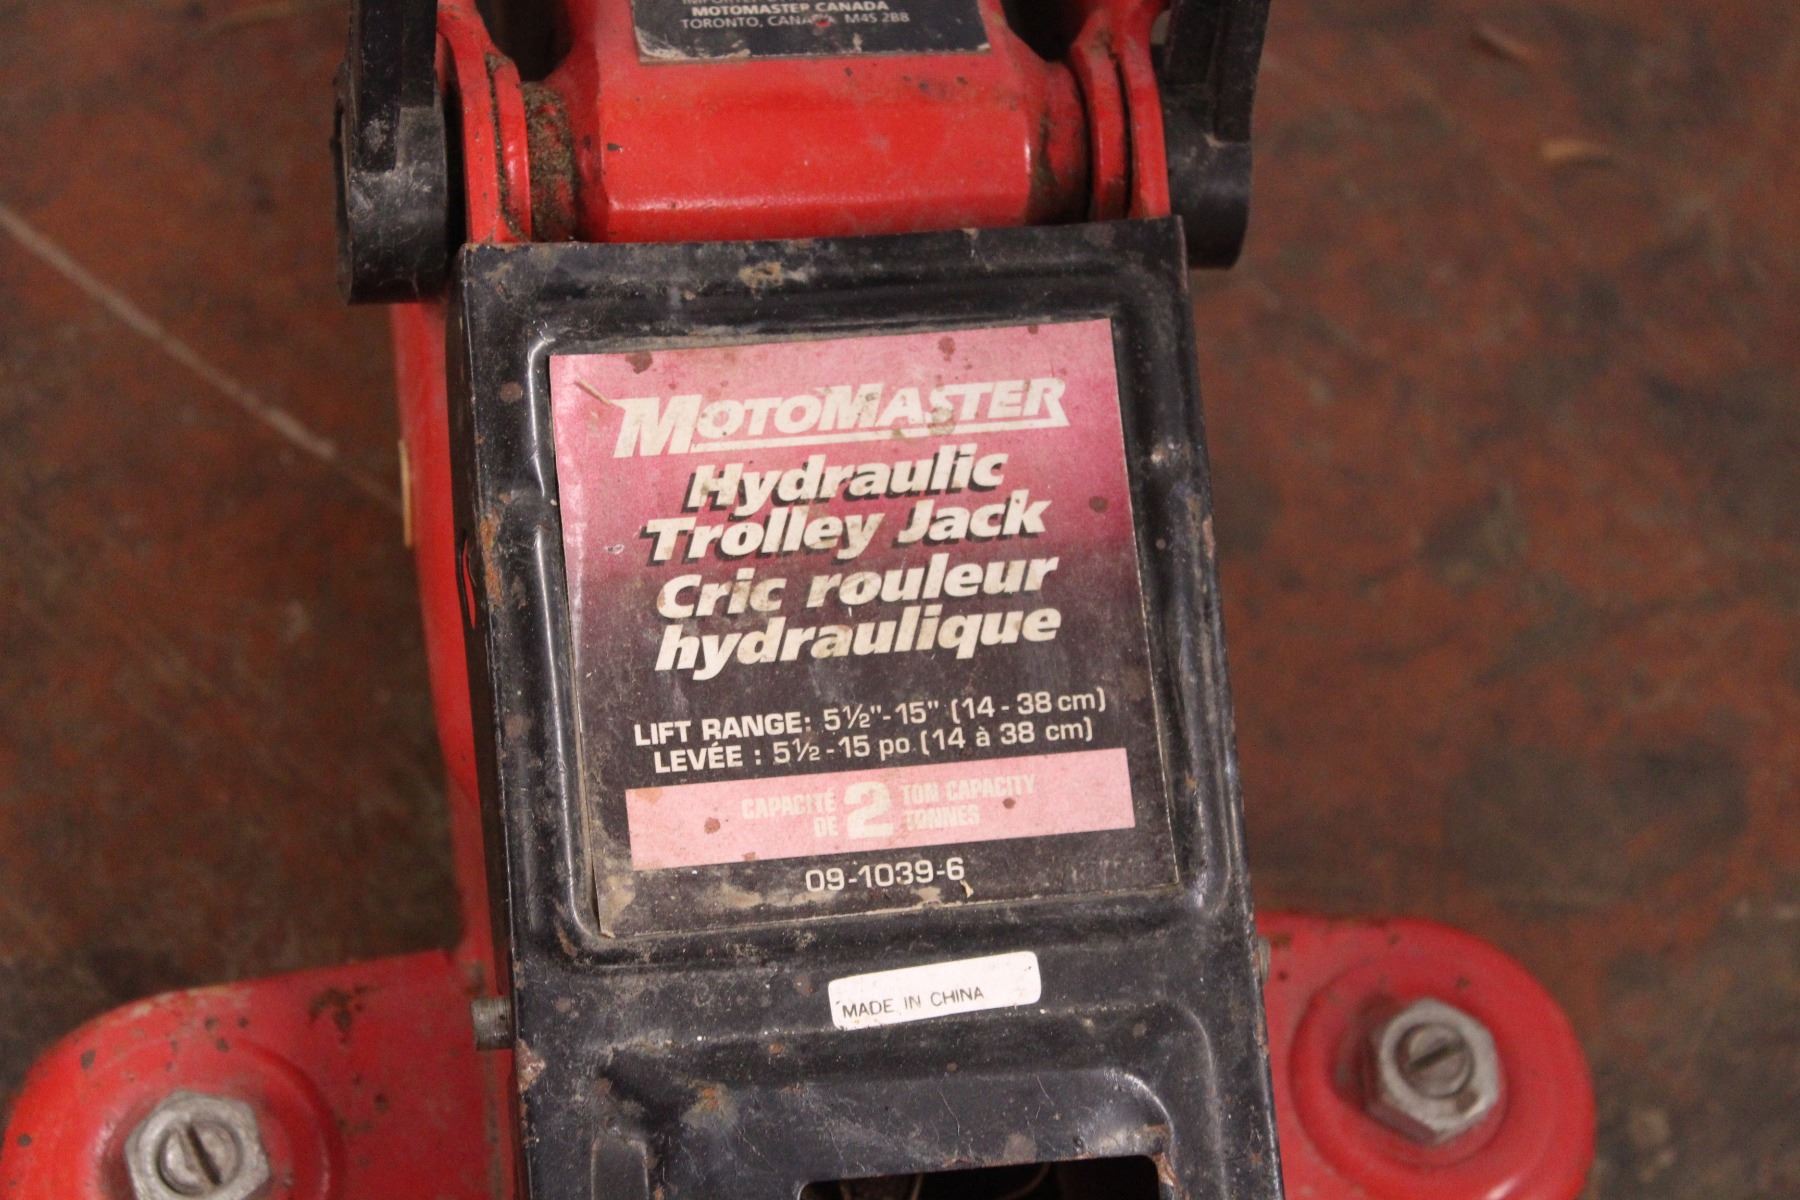 MOTOMASTER CANADA
TORONTO, CANADA M4S 2B8
MOTOMASTER
Hydraulic
Trolley Jack
Cric rouleur
hydraulique
LIFT RANGE: 5½"-15" (14 - 38 cm)
LEVÉE : 5½-15 po (14 à 38 cm)
CAPACITÉ DE 2 TON CAPACITY TONNES
09-1039-6
MADE IN CHINA